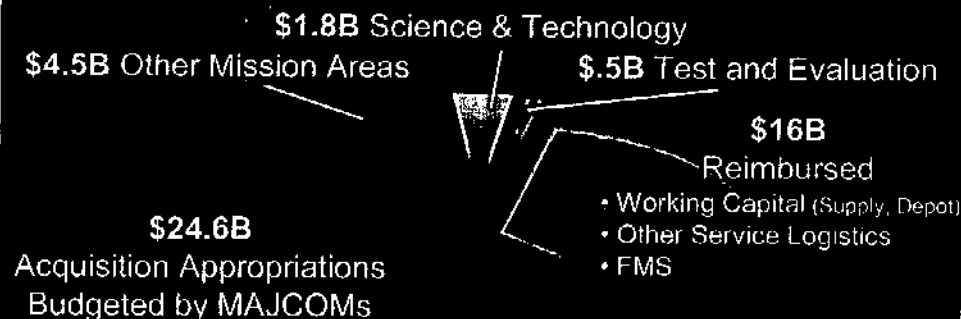 $1.8B Science & Technology
$4.5B Other Mission Areas
$.5B Test and Evaluation
$16B
Reimbursed
• Working Capital (Supply, Depot)
• Other Service Logistics
• FMS
$24.6B
Acquisition Appropriations
Budgeted by MAJCOMs